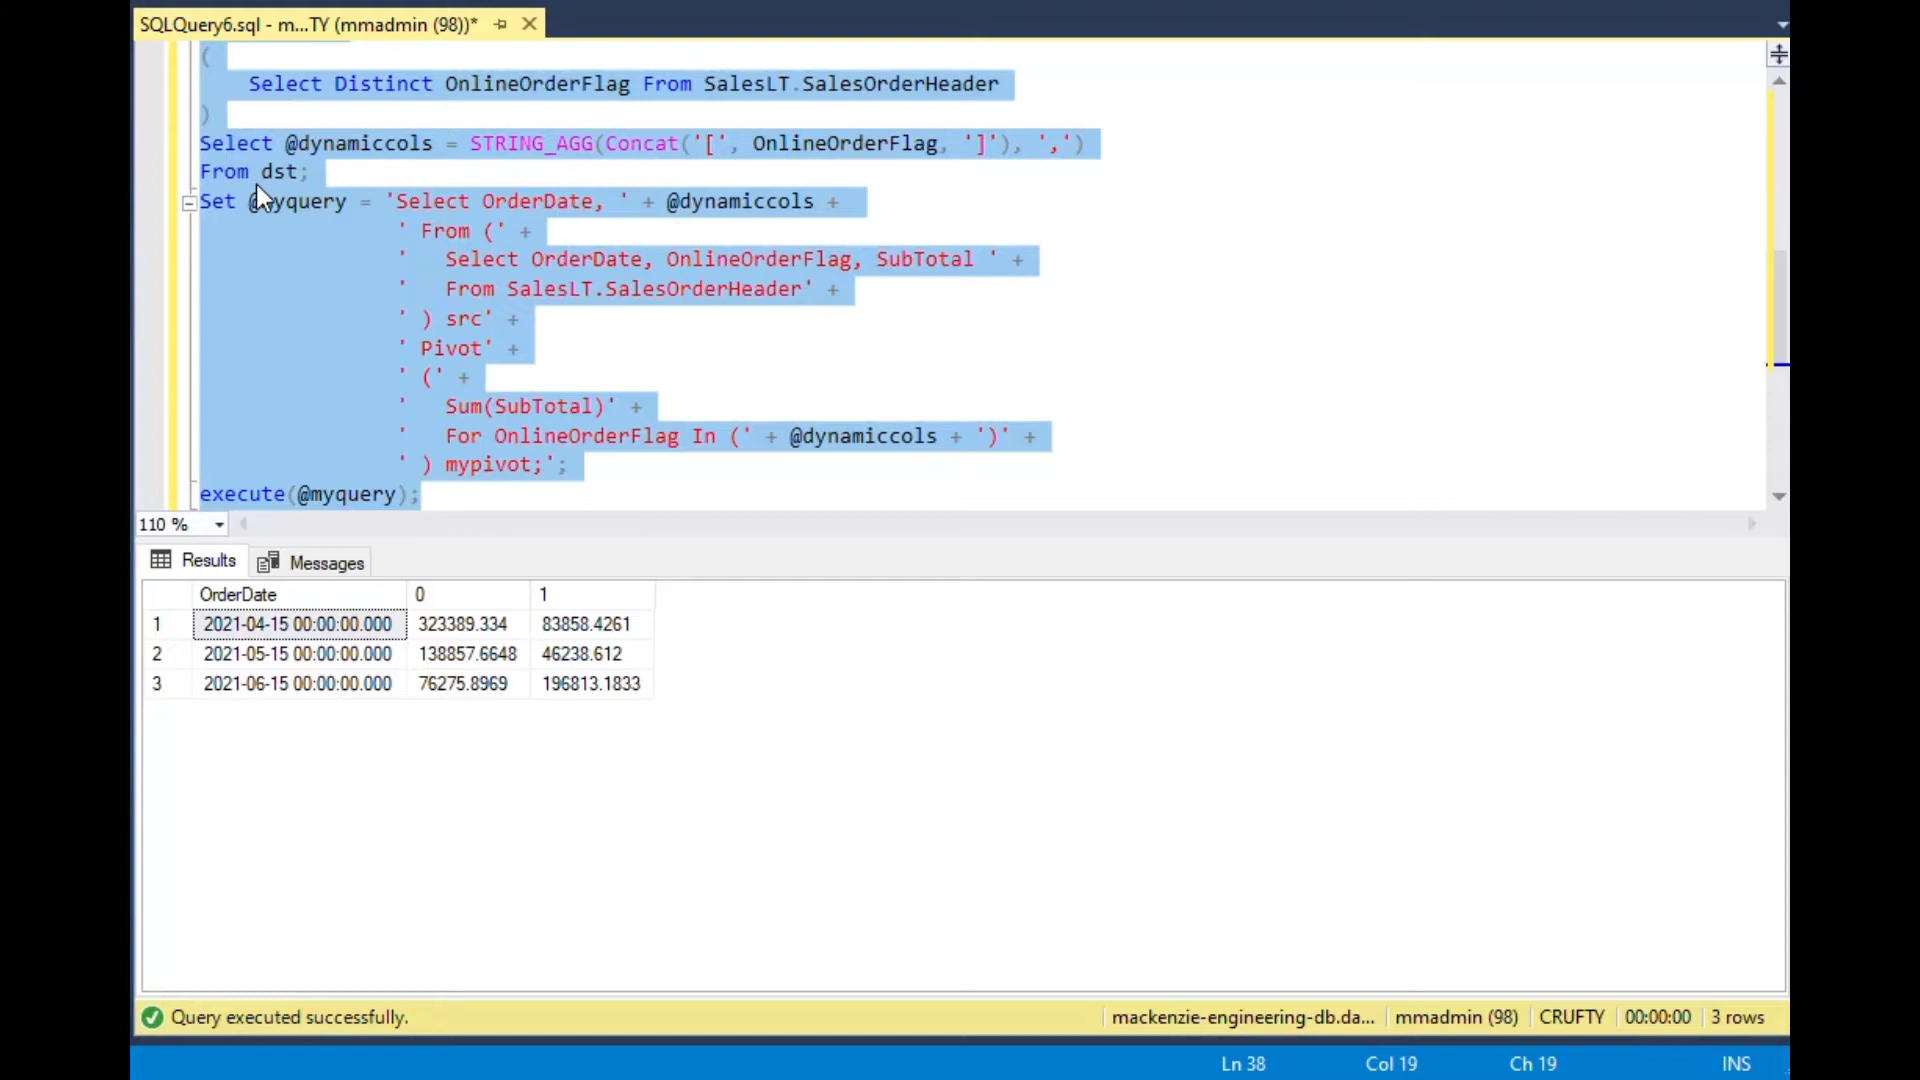 SQLQuery6.sql - m...TY (mmadmin (98))*
(
Select Distinct OnlineOrderFlag From SalesLT.SalesOrderHeader
)
Select @dynamiccols = STRING_AGG(Concat('[', OnlineOrderFlag, ']'), ',')
From dst;
Set @myquery = 'Select OrderDate, ' + @dynamiccols +
' From (' +
'   Select OrderDate, OnlineOrderFlag, SubTotal ' +
'   From SalesLT.SalesOrderHeader' +
' ) src' +
' Pivot' +
' (' +
'   Sum(SubTotal)' +
'   For OnlineOrderFlag In (' + @dynamiccols + ')' +
' ) mypivot;';
execute(@myquery);
110 %
Results Messages
OrderDate 0 1
1 2021-04-15 00:00:00.000 323389.334 83858.4261
2 2021-05-15 00:00:00.000 138857.6648 46238.612
3 2021-06-15 00:00:00.000 76275.8969 196813.1833
Query executed successfully. mackenzie-engineering-db.da... mmadmin (98) CRUFTY 00:00:00 3 rows
Ln 38 Col 19 Ch 19 INS